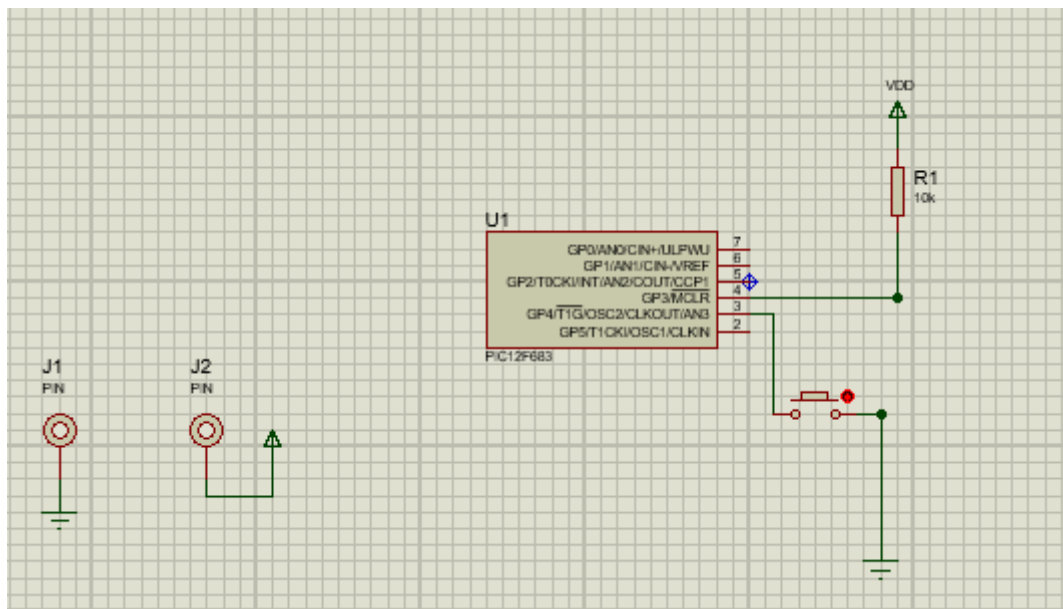 VDD
R1
10k
U1
GP0/AN0/CIN+/ULPWU 7
GP1/AN1/CIN-/VREF 6
GP2/T0CKI/INT/AN2/COUT/CCP1 5
GP3/MCLR 4
GP4/T1G/OSC2/CLKOUT/AN3 3
GP5/T1CKI/OSC1/CLKIN 2
PIC12F683
J1
PIN
J2
PIN